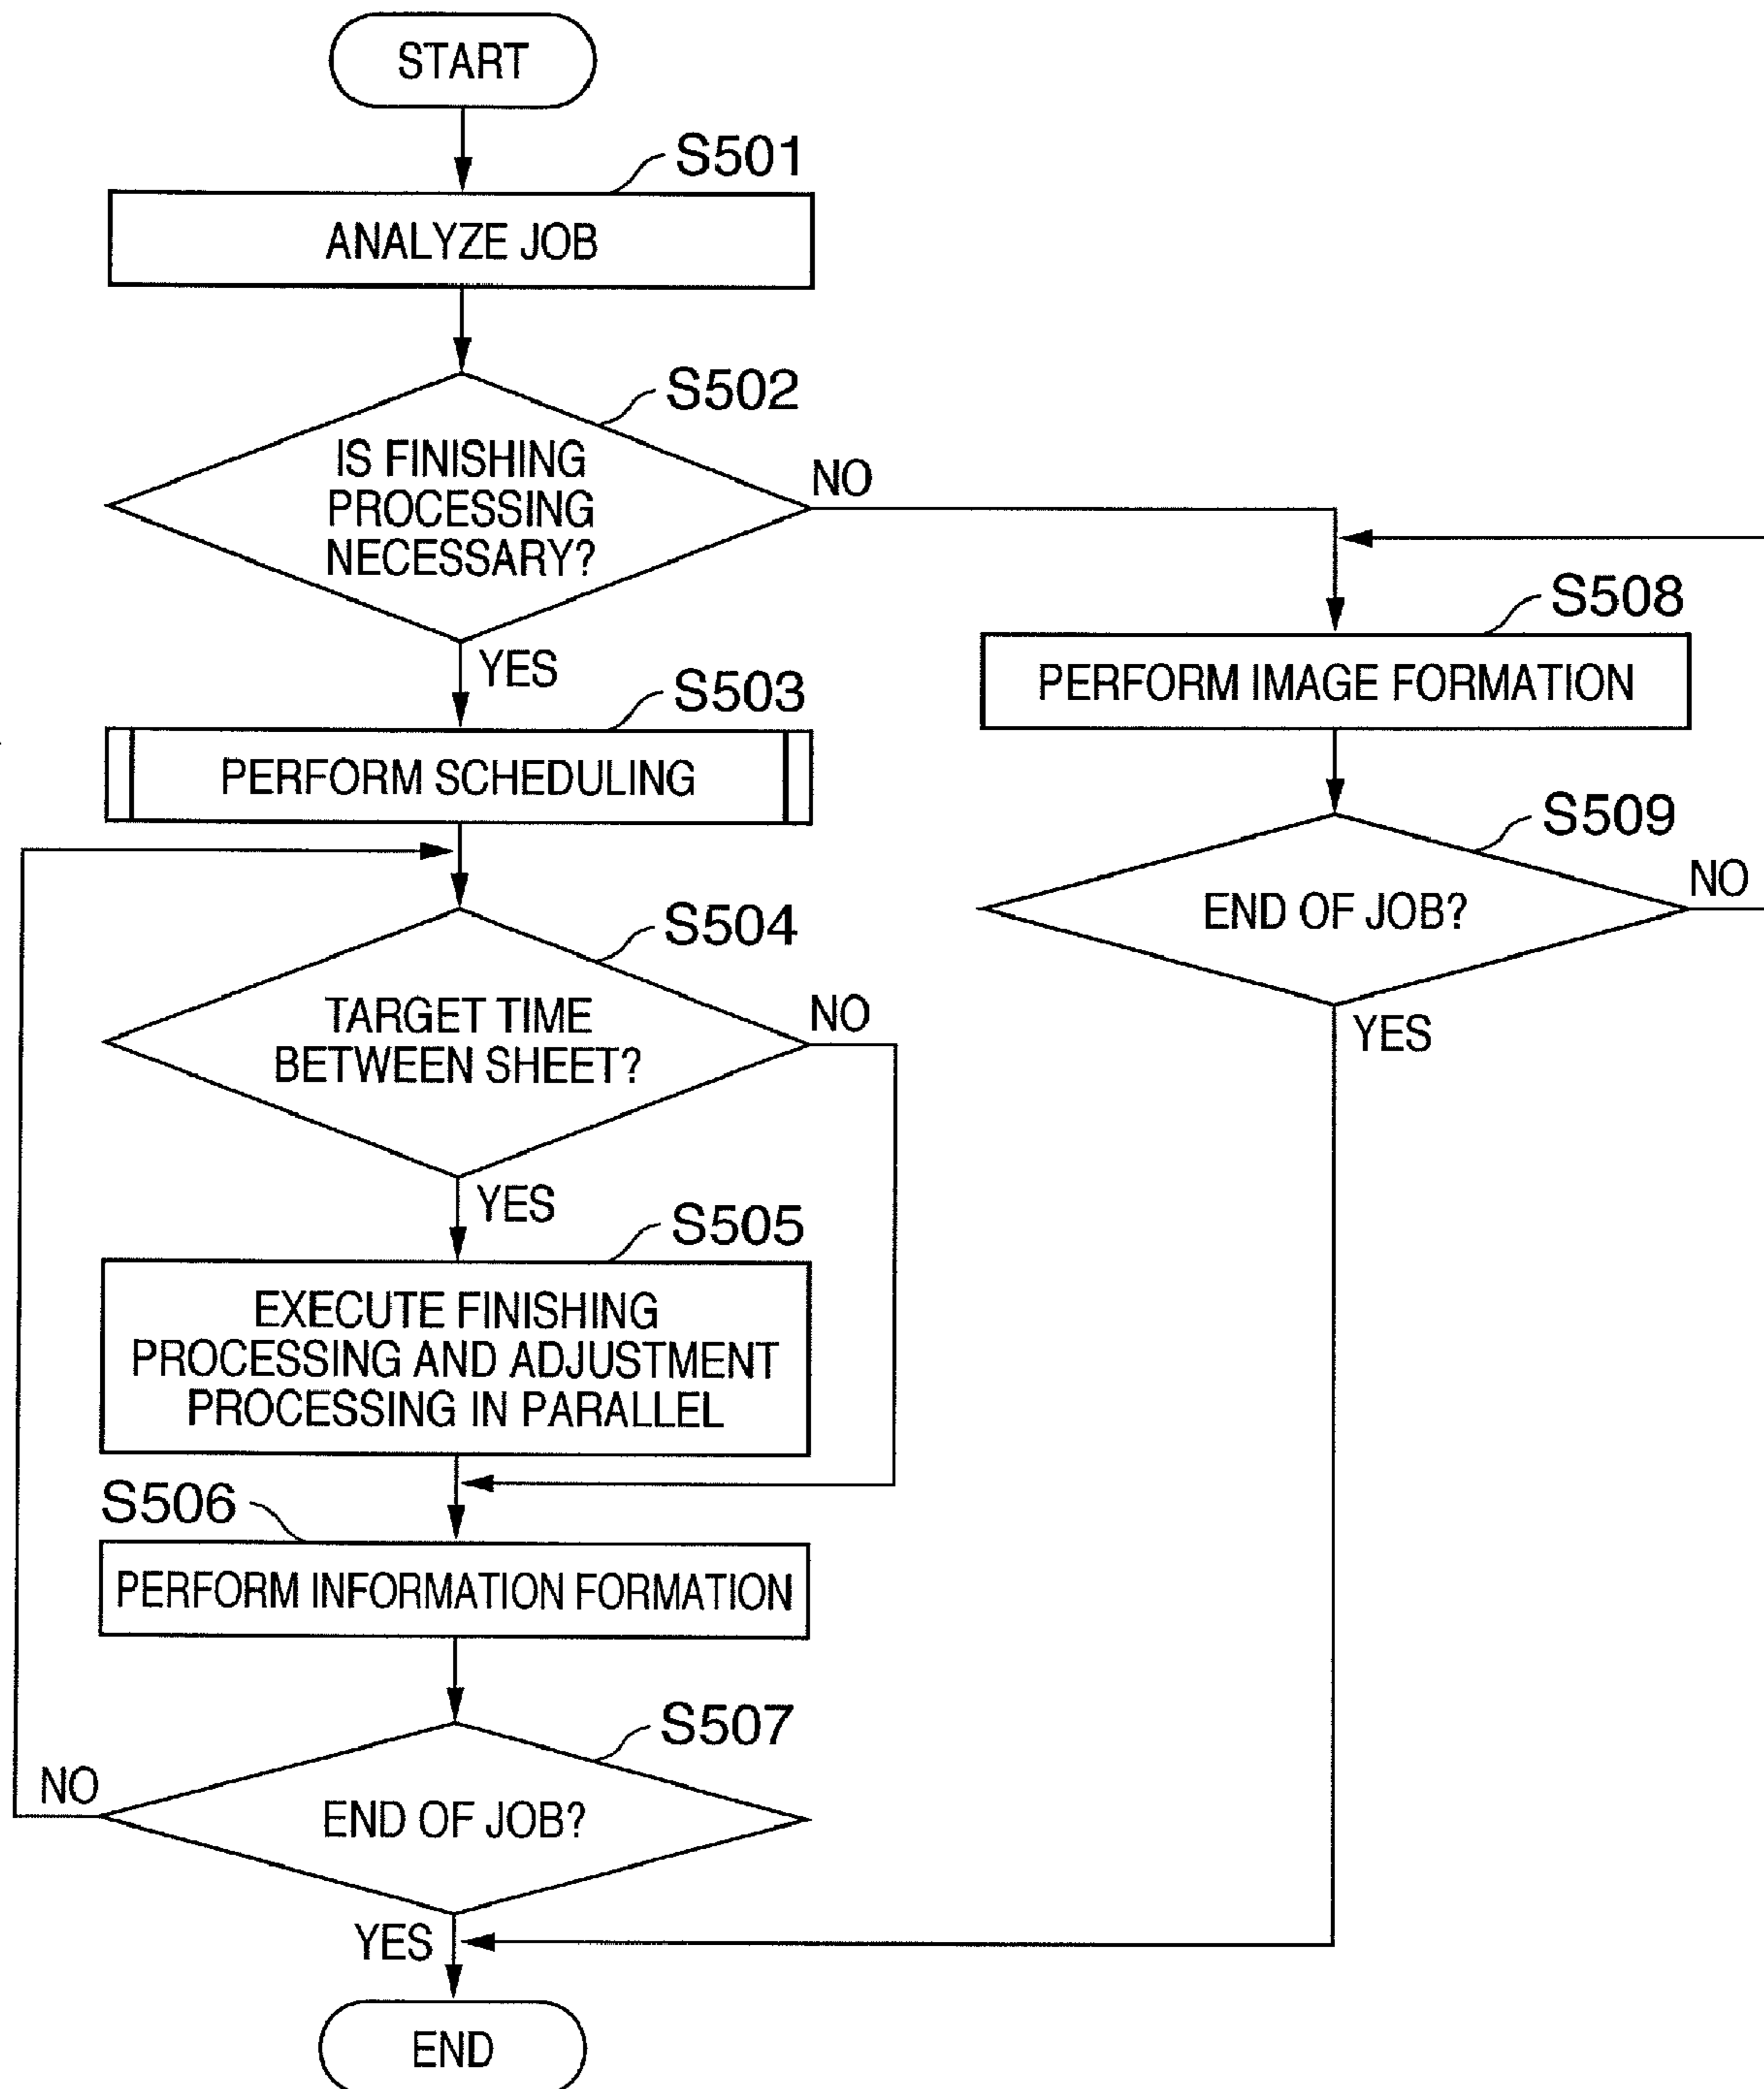 START
S501
ANALYZE JOB
S502
IS FINISHING
PROCESSING
NECESSARY?
NO
YES
S503
PERFORM SCHEDULING
S504
TARGET TIME
BETWEEN SHEET?
NO
YES
S505
EXECUTE FINISHING
PROCESSING AND ADJUSTMENT
PROCESSING IN PARALLEL
S506
PERFORM INFORMATION FORMATION
S507
END OF JOB?
NO
YES
S508
PERFORM IMAGE FORMATION
S509
END OF JOB?
NO
YES
END